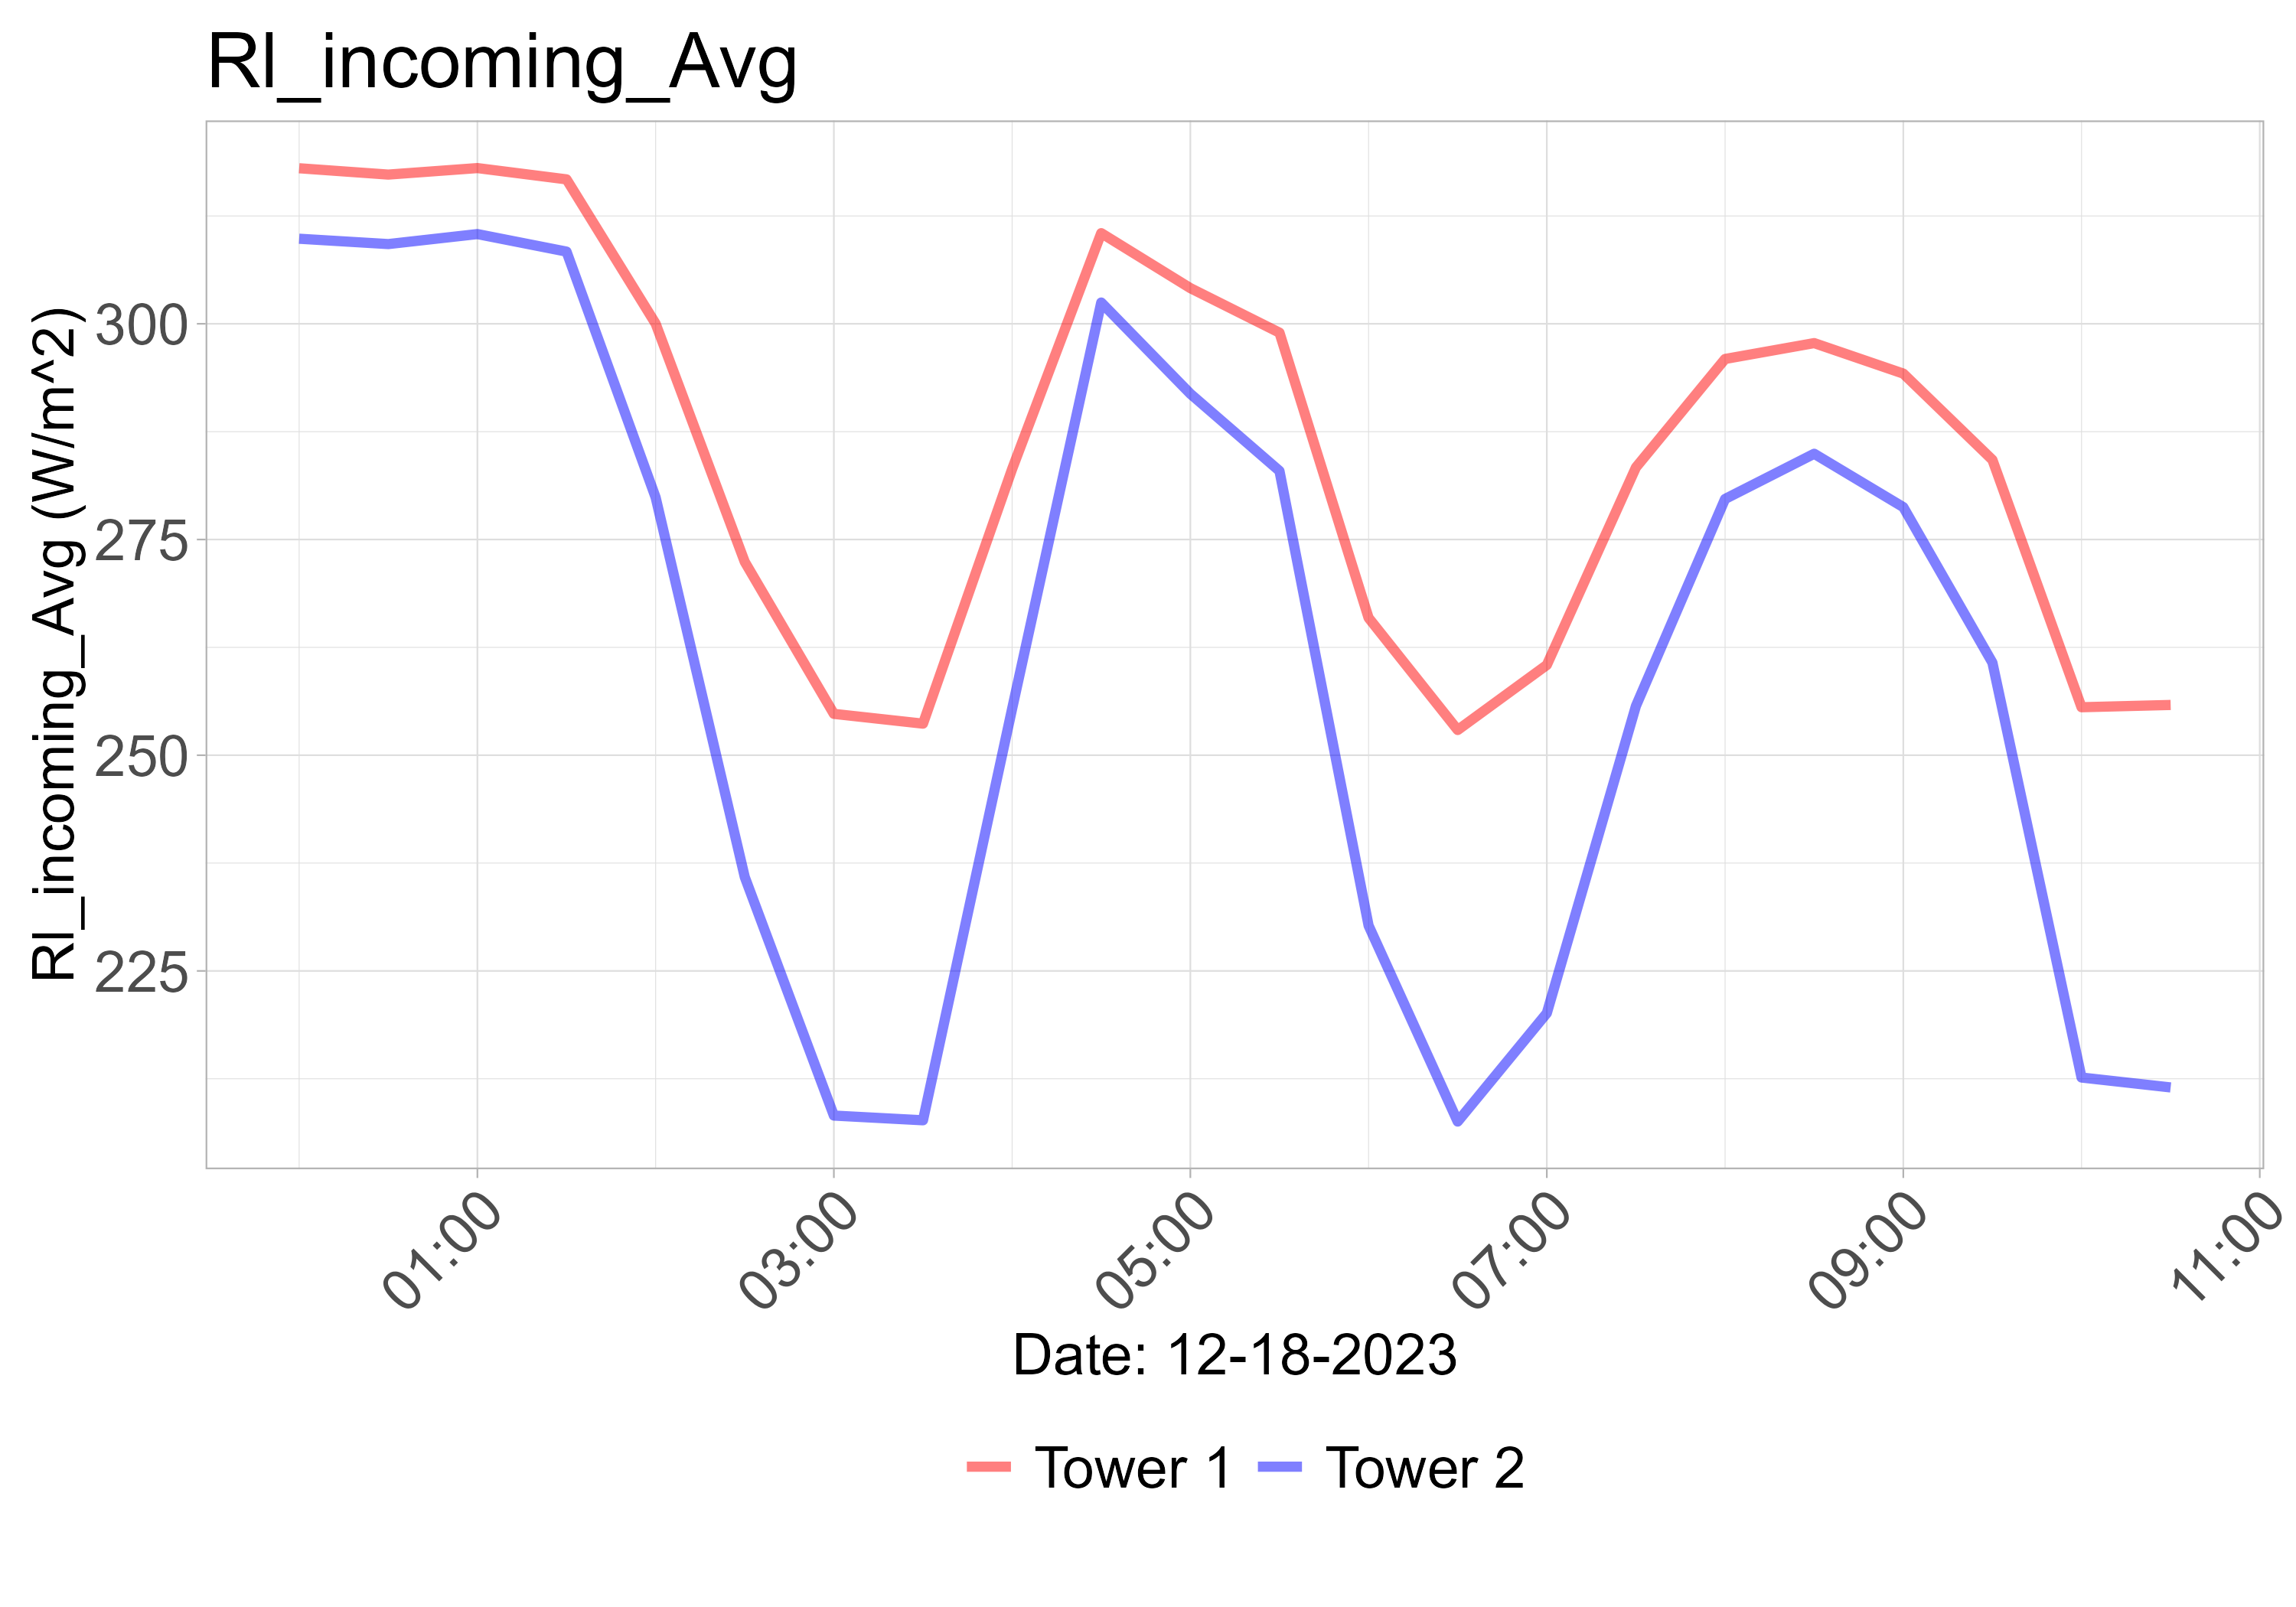 Rl_incoming_Avg
Rl_incoming_Avg (W/m^2)
300
275
250
225
01:00
03:00
05:00
07:00
09:00
11:00
Date: 12-18-2023
Tower 1
Tower 2